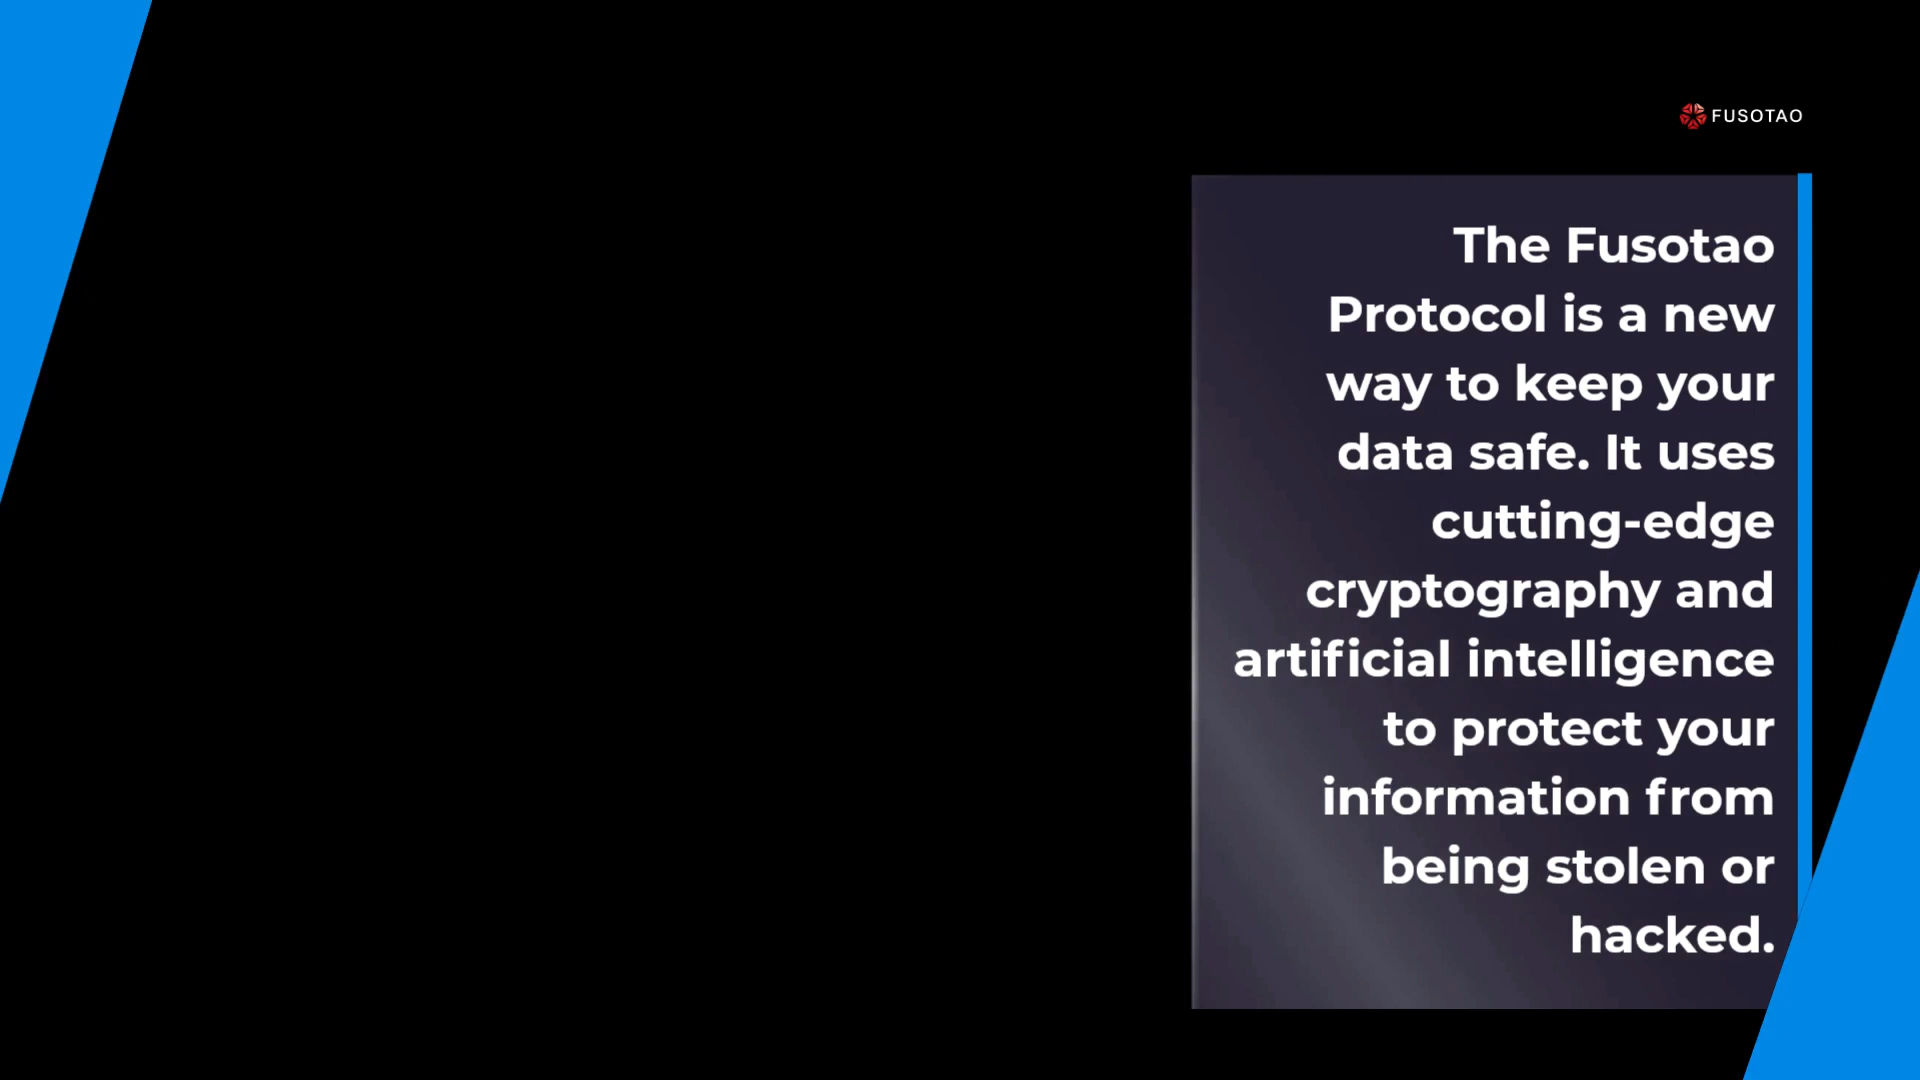 FUSOTAO
The Fusotao
Protocol is a new
way to keep your
data safe. It uses
cutting-edge
cryptography and
artificial intelligence
to protect your
information from
being stolen or
hacked.